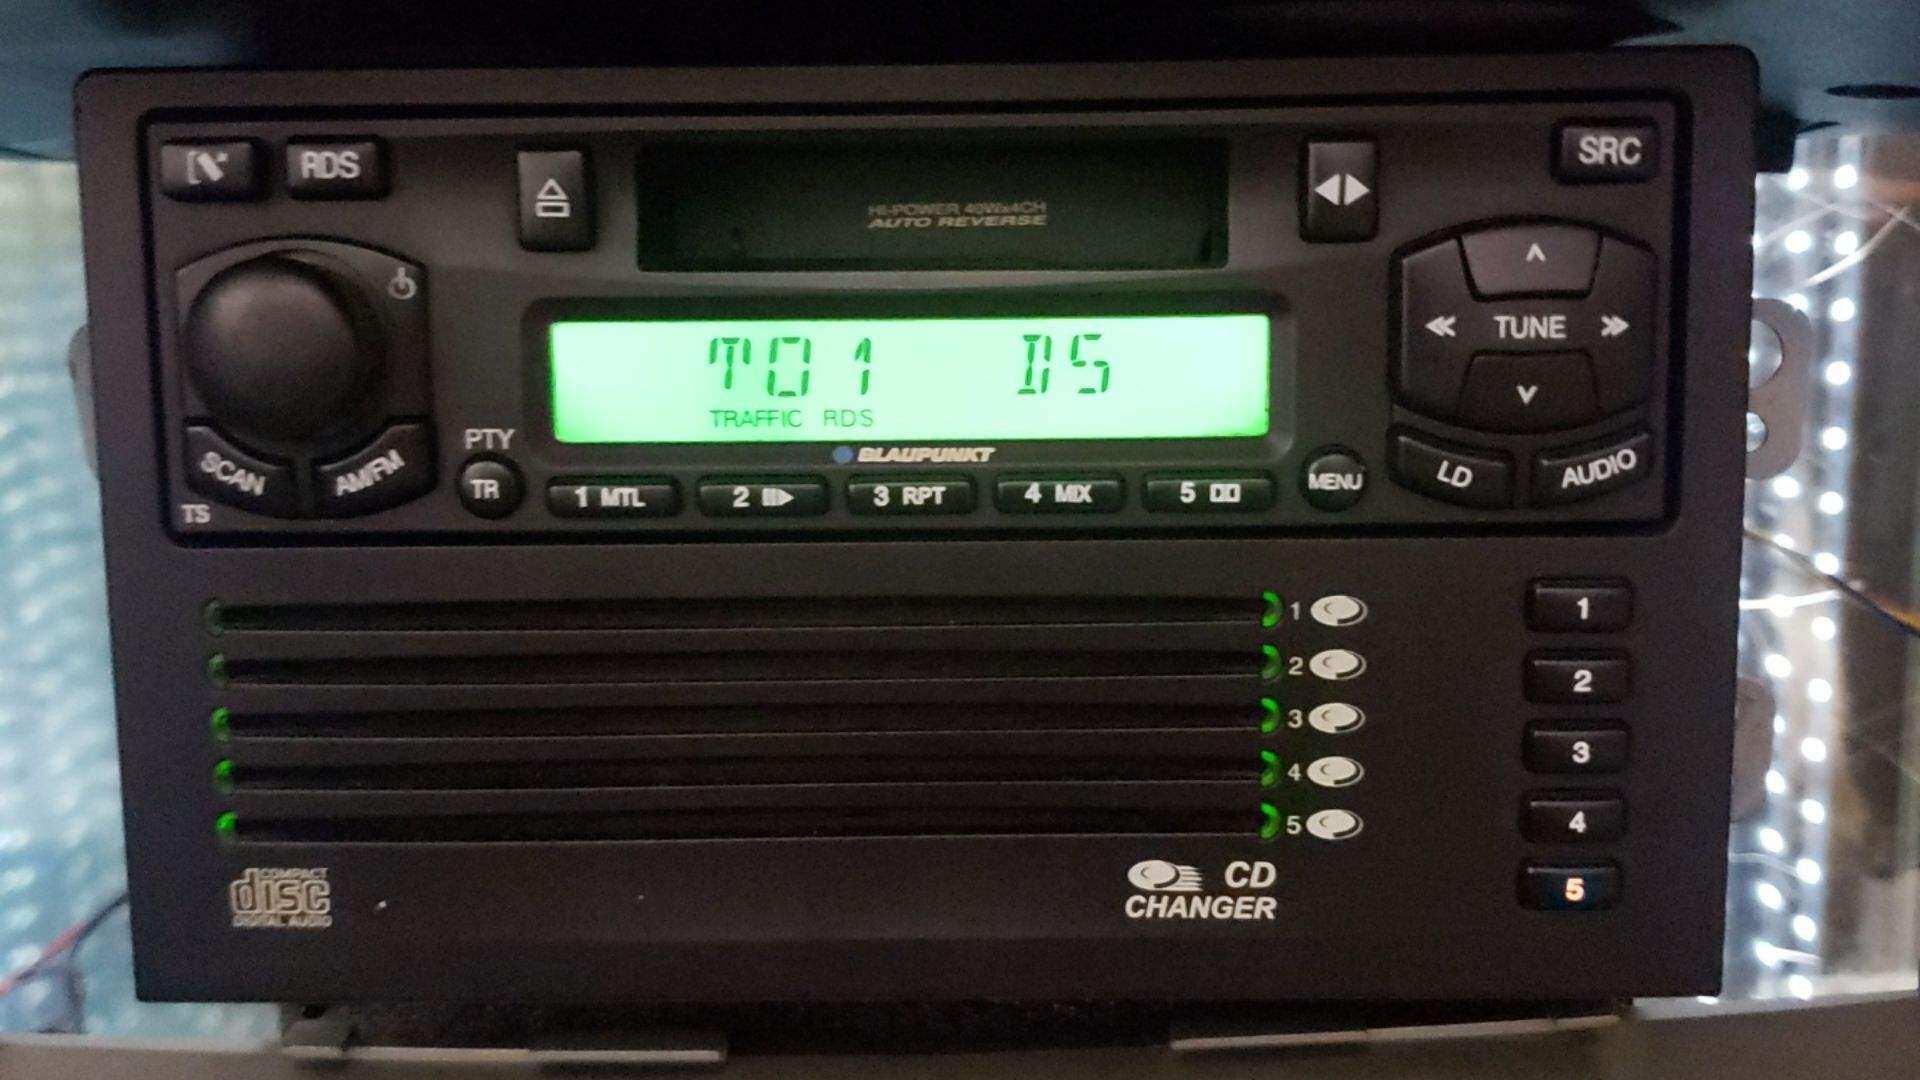 RDS
SRC
HI-POWER 40Wx4CH
AUTO REVERSE
TUNE
T01 D5
TRAFFIC RDS
BLAUPUNKT
SCAN
AM/FM
TS
PTY
TR
1 MTL
2
3 RPT
4 MIX
5
MENU
LD
AUDIO
1
2
3
4
5
1
2
3
4
5
COMPACT
disc
DIGITAL AUDIO
CD
CHANGER